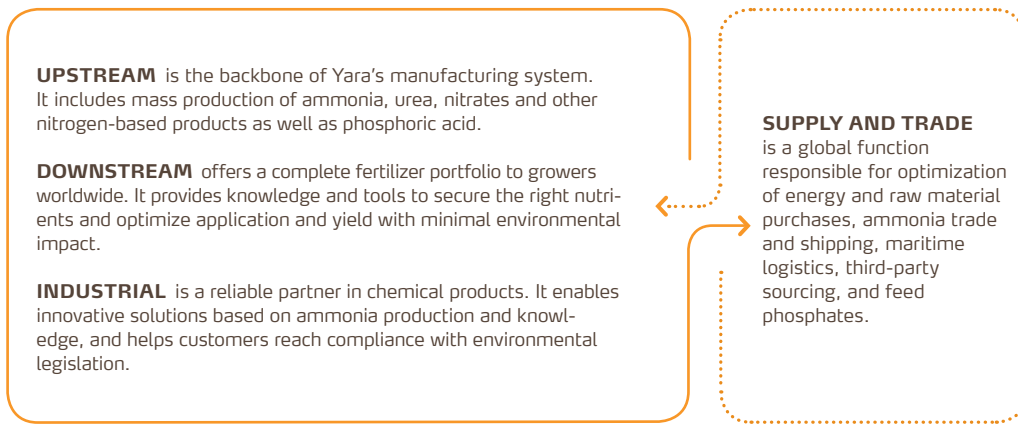 UPSTREAM is the backbone of Yara's manufacturing system.
It includes mass production of ammonia, urea, nitrates and other
nitrogen-based products as well as phosphoric acid.
DOWNSTREAM offers a complete fertilizer portfolio to growers
worldwide. It provides knowledge and tools to secure the right nutri-
ents and optimize application and yield with minimal environmental
impact.
INDUSTRIAL is a reliable partner in chemical products. It enables
innovative solutions based on ammonia production and knowl-
edge, and helps customers reach compliance with environmental
legislation.
SUPPLY AND TRADE
is a global function
responsible for optimization
of energy and raw material
purchases, ammonia trade
and shipping, maritime
logistics, third-party
sourcing, and feed
phosphates.